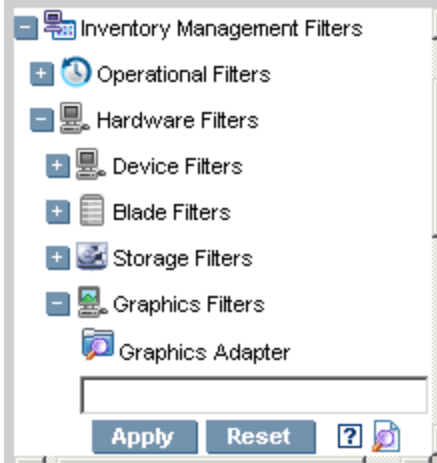 Inventory Management Filters
Operational Filters
Hardware Filters
Device Filters
Blade Filters
Storage Filters
Graphics Filters
Graphics Adapter
Apply Reset ?